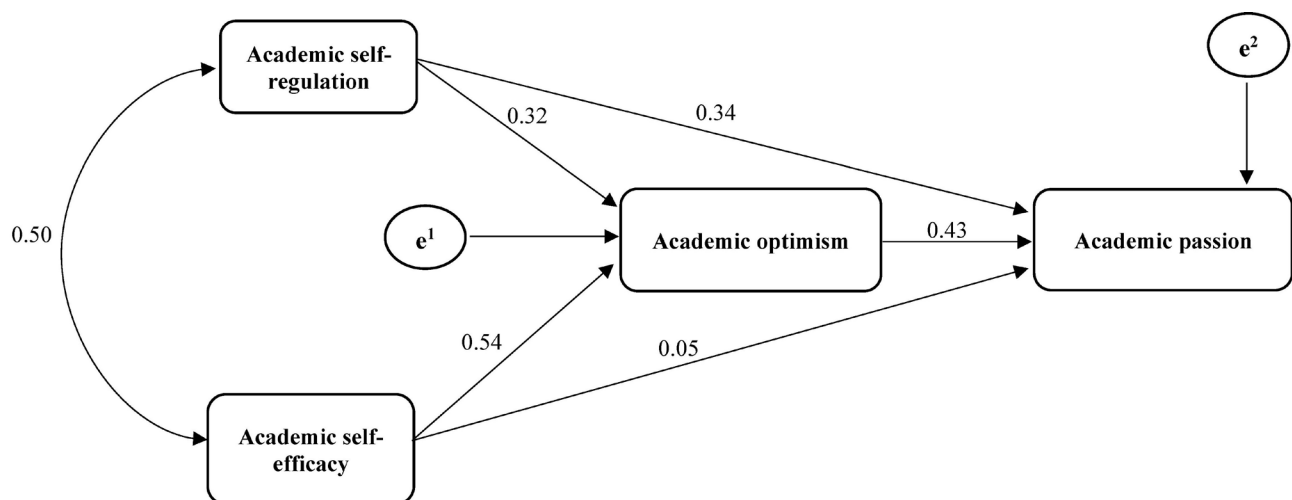 Academic self-
regulation
e²
0.34
0.32
0.50
e¹
Academic optimism
0.43
Academic passion
0.54
0.05
Academic self-
efficacy